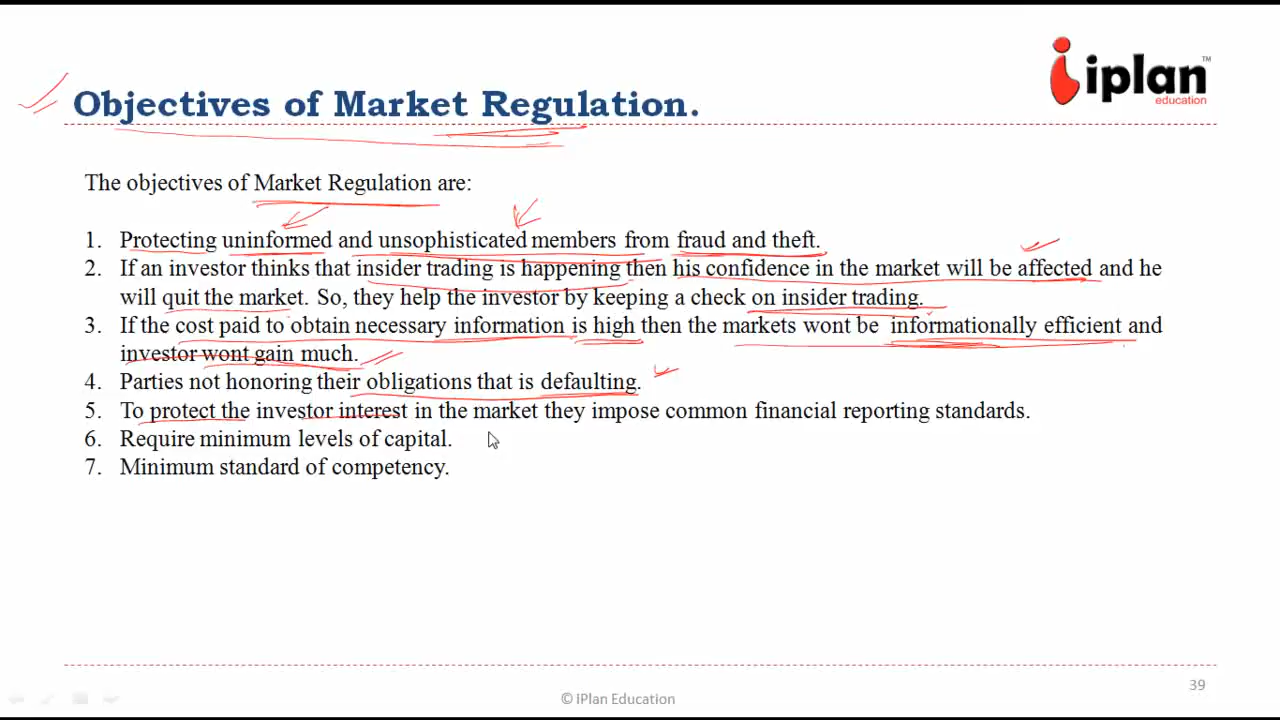 iplan
TM
education
Objectives of Market Regulation.
The objectives of Market Regulation are:
1. Protecting uninformed and unsophisticated members from fraud and theft.
2. If an investor thinks that insider trading is happening then his confidence in the market will be affected and he
will quit the market. So, they help the investor by keeping a check on insider trading.
3. If the cost paid to obtain necessary information is high then the markets wont be informationally efficient and
investor wont gain much.
4. Parties not honoring their obligations that is defaulting.
5. To protect the investor interest in the market they impose common financial reporting standards.
6. Require minimum levels of capital.
7. Minimum standard of competency.
© iPlan Education
39